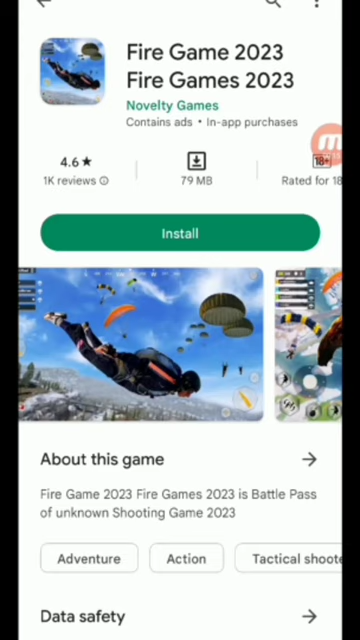 Fire Game 2023
Fire Games 2023
Novelty Games
Contains ads • In-app purchases
4.6★
18+
1K reviews
79 MB
Rated for 18
Install
About this game
Fire Game 2023 Fire Games 2023 is Battle Pass
of unknown Shooting Game 2023
Adventure
Action
Tactical shoote
Data safety